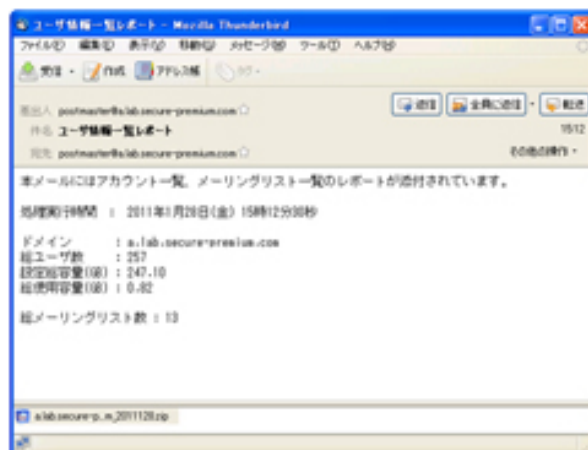 ユーザ情報一覧レポート - Mozilla Thunderbird
ファイル(F) 編集(E) 表示(V) 移動(G) メッセージ(M) ツール(T) ヘルプ(H)
受信 作成 アドレス帳 タグ
差出人 postmaster@a.lab.secure-premium.com
返信 全員に返信 転送
件名 ユーザ情報一覧レポート
15:12
宛先 postmaster@a.lab.secure-premium.com
その他の操作
本メールにはアカウント一覧、メーリングリスト一覧のレポートが添付されています。
処理実行時間 : 2011年1月28日(金) 15時12分30秒
ドメイン : a.lab.secure-premium.com
総ユーザ数 : 257
設定総容量(GB) : 247.10
総使用容量(GB) : 0.82
総メーリングリスト数 : 13
a.lab.secure-p...m_2011128.zip